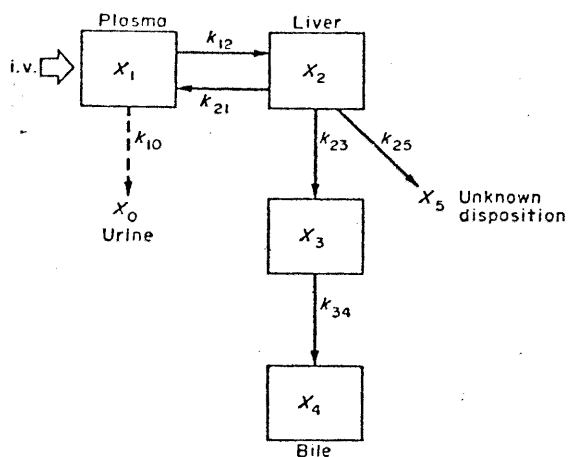 Plasma
Liver
i.v.
X₁
k₁₂
k₂₁
X₂
k₁₀
k₂₃
k₂₅
X₀
Urine
X₅ Unknown
disposition
X₃
k₃₄
X₄
Bile